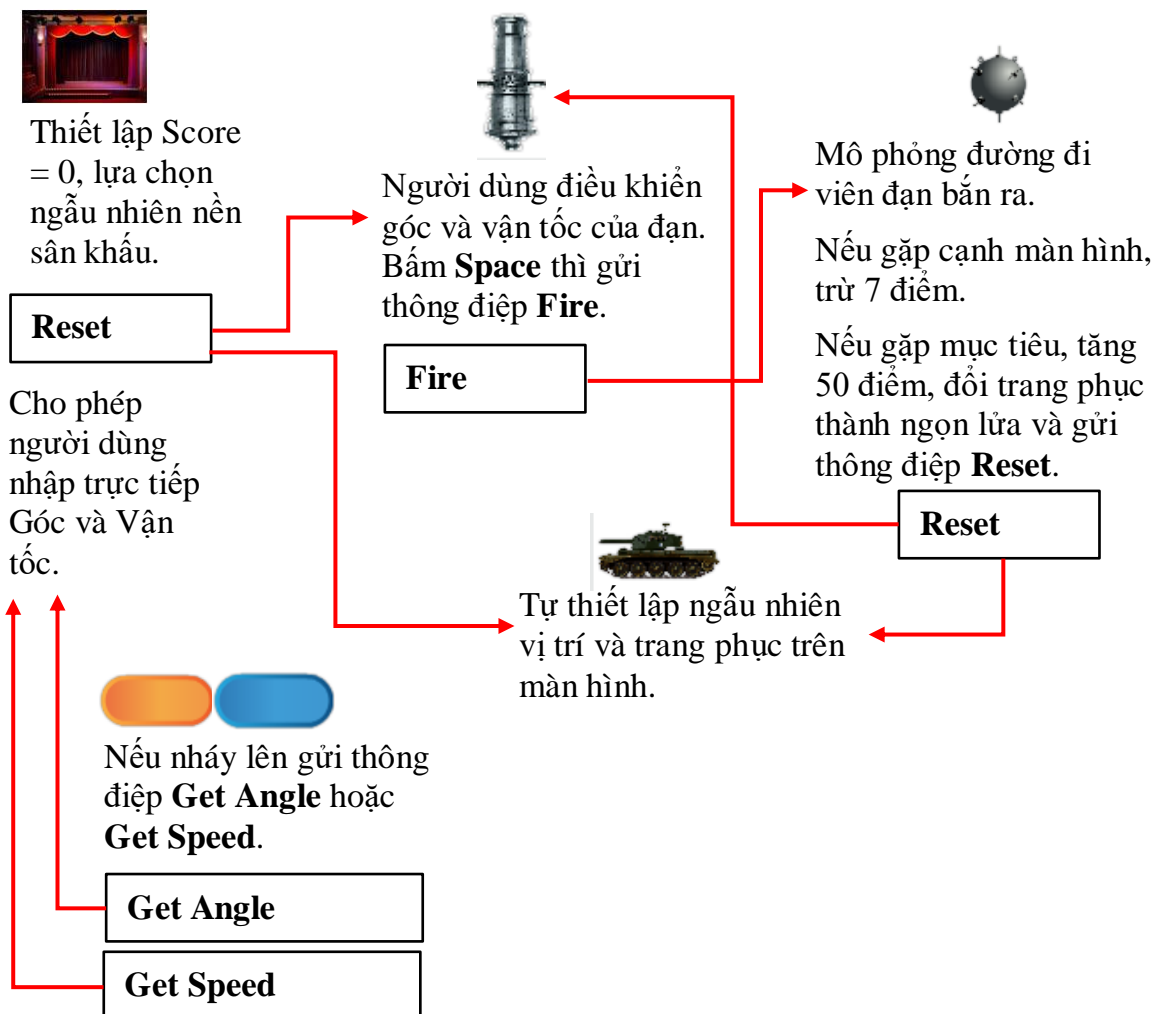 Thiết lập Score
= 0, lựa chọn
ngẫu nhiên nền
sân khấu.
Reset
Cho phép
người dùng
nhập trực tiếp
Góc và Vận
tốc.
Người dùng điều khiển
góc và vận tốc của đạn.
Bấm Space thì gửi
thông điệp Fire.
Fire
Mô phỏng đường đi
viên đạn bắn ra.
Nếu gặp cạnh màn hình,
trừ 7 điểm.
Nếu gặp mục tiêu, tăng
50 điểm, đổi trang phục
thành ngọn lửa và gửi
thông điệp Reset.
Reset
Tự thiết lập ngẫu nhiên
vị trí và trang phục trên
màn hình.
Nếu nháy lên gửi thông
điệp Get Angle hoặc
Get Speed.
Get Angle
Get Speed